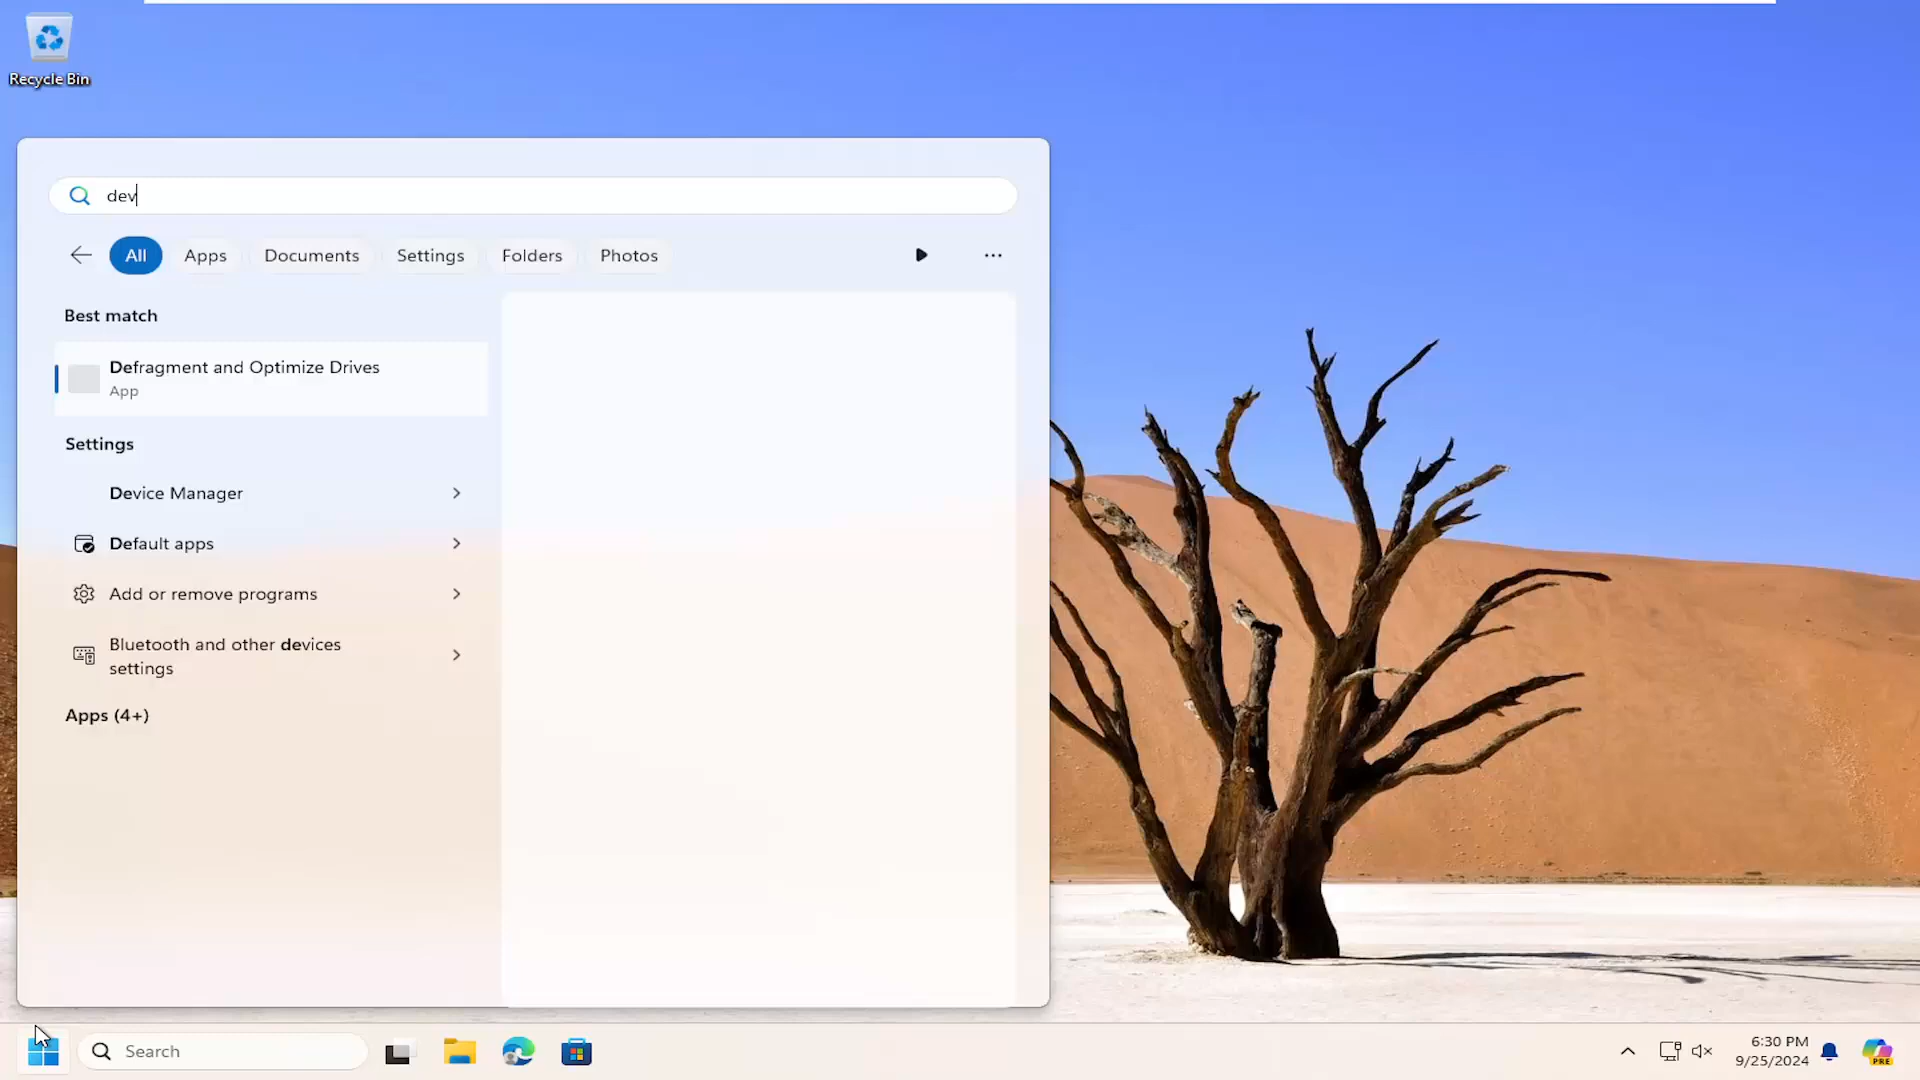 Recycle Bin
dev
All
Apps
Documents
Settings
Folders
Photos
Best match
Defragment and Optimize Drives
App
Settings
Device Manager
Default apps
Add or remove programs
Bluetooth and other devices
settings
Apps (4+)
Search
6:30 PM
9/25/2024
PRE